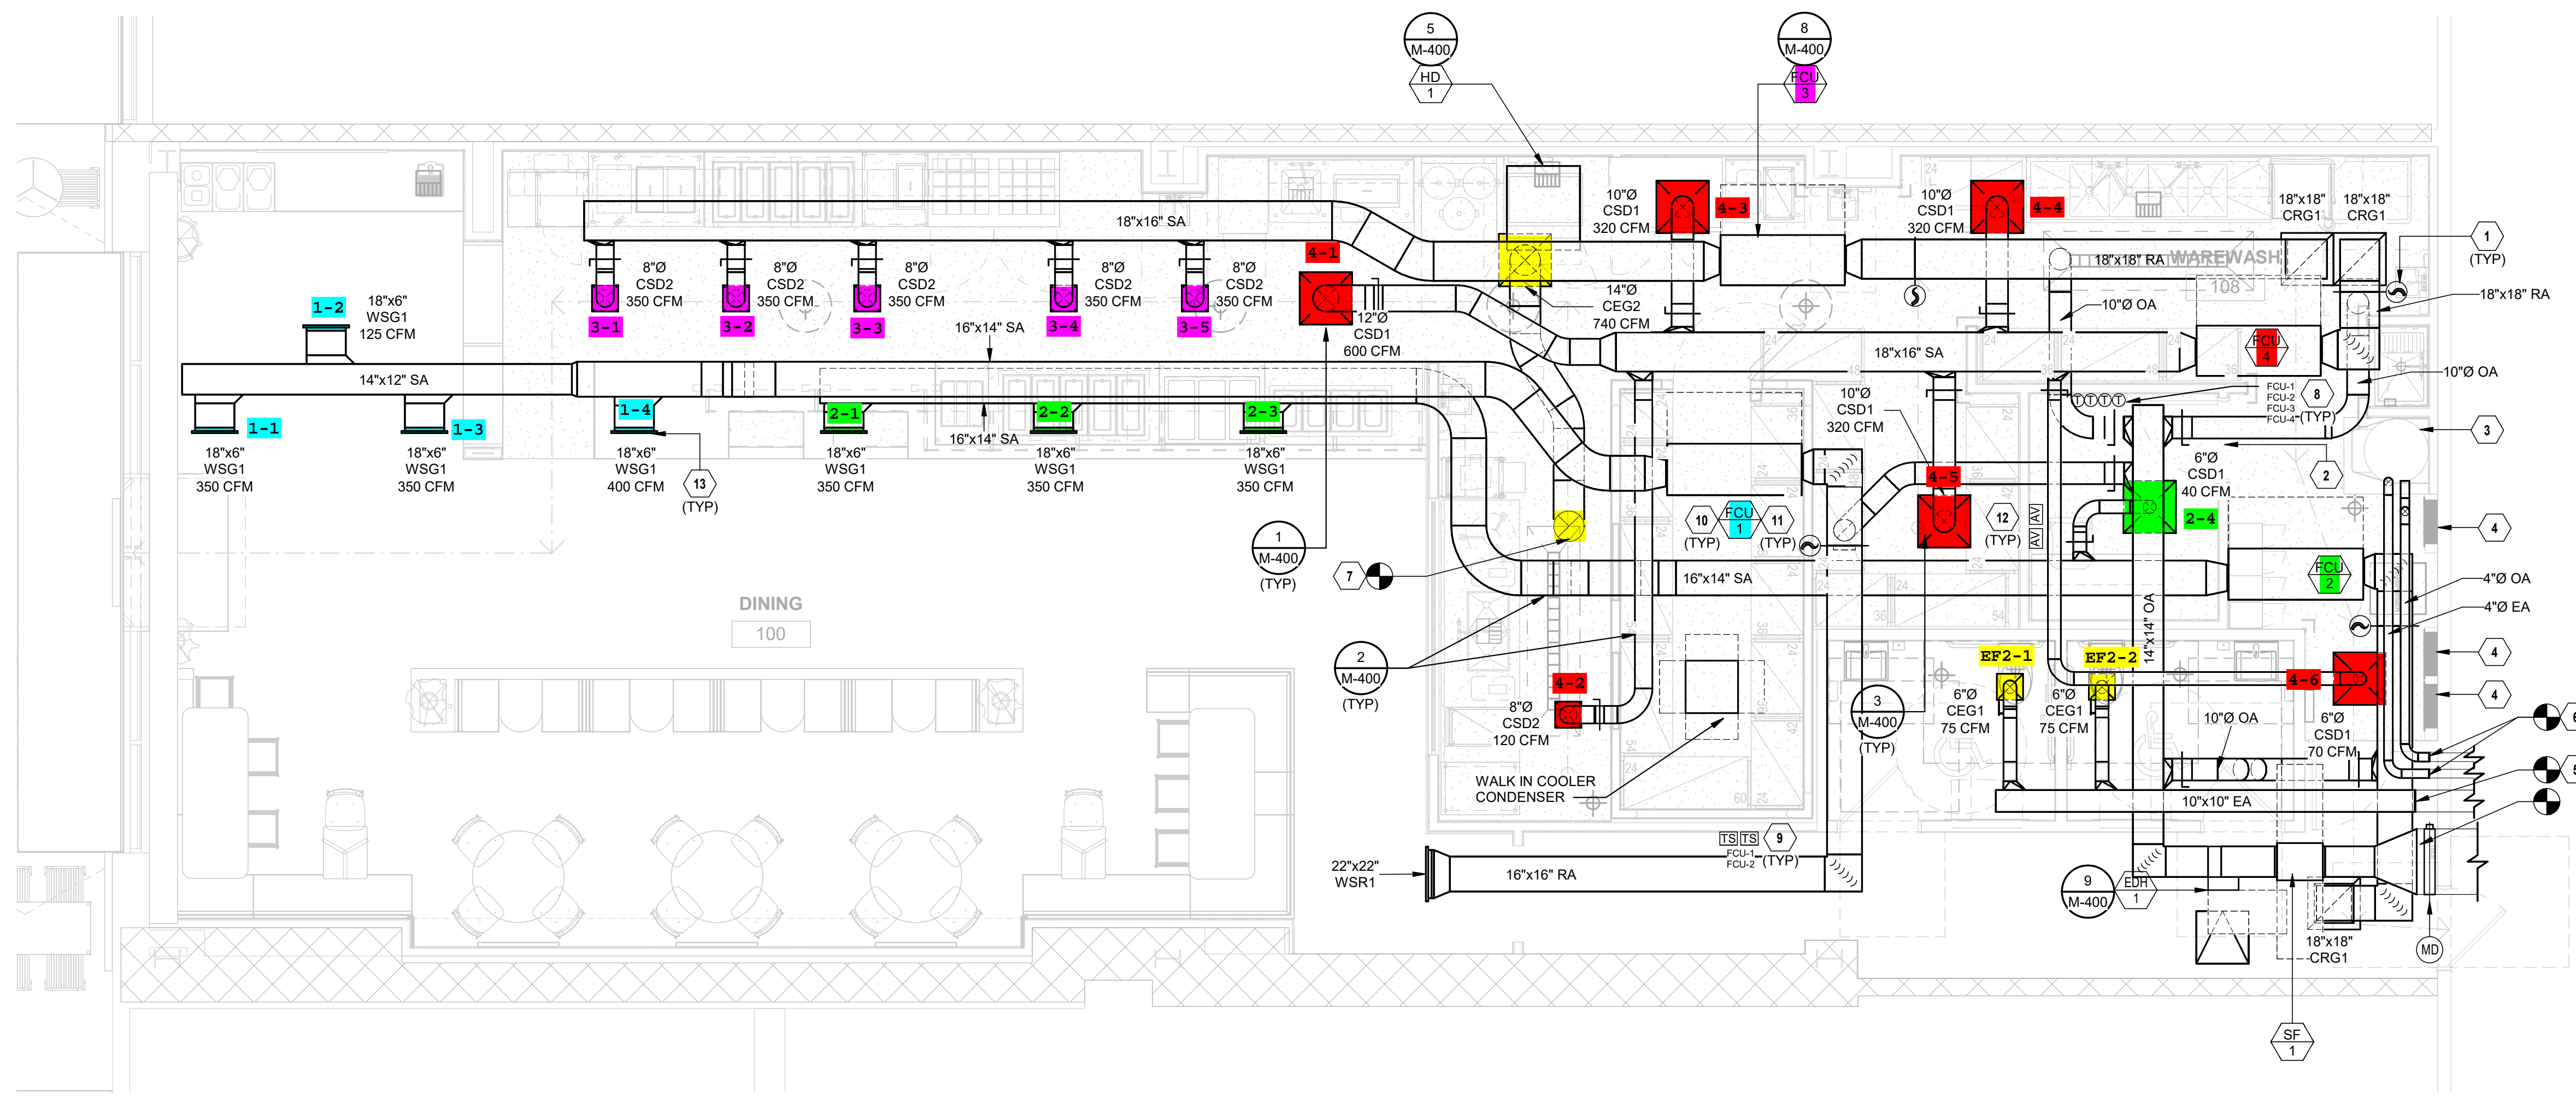 5
M-400
HD
1
8
M-400
FCU
3
18"x16" SA
10"Ø
CSD1
320 CFM
4-3
10"Ø
CSD1
320 CFM
4-4
18"x18"
CRG1
18"x18"
CRG1
1
(TYP)
WAREWASH
108
18"x18" RA
18"x18" RA
4-1
8"Ø
CSD2
350 CFM
8"Ø
CSD2
350 CFM
8"Ø
CSD2
350 CFM
8"Ø
CSD2
350 CFM
8"Ø
CSD2
350 CFM
3-1
3-2
3-3
3-4
3-5
14"Ø
CEG2
740 CFM
10"Ø OA
12"Ø
CSD1
600 CFM
1-2
18"x6"
WSG1
125 CFM
16"x14" SA
18"x16" SA
FCU
4
10"Ø OA
14"x12" SA
FCU-1
FCU-2
FCU-3
FCU-4
8
(TYP)
10"Ø
CSD1
320 CFM
1-1
1-3
1-4
2-1
2-2
2-3
16"x14" SA
3
18"x6"
WSG1
350 CFM
18"x6"
WSG1
350 CFM
18"x6"
WSG1
400 CFM
13
(TYP)
18"x6"
WSG1
350 CFM
18"x6"
WSG1
350 CFM
18"x6"
WSG1
350 CFM
6"Ø
CSD1
40 CFM
2
4-5
2-4
10
(TYP)
FCU
1
11
(TYP)
12
(TYP)
AV
AV
4
1
M-400
(TYP)
7
16"x14" SA
FCU
2
4"Ø OA
4"Ø EA
DINING
100
14"x14" OA
2
M-400
(TYP)
EF2-1
EF2-2
4
4-2
4-6
4
8"Ø
CSD2
120 CFM
3
M-400
(TYP)
6"Ø
CEG1
75 CFM
6"Ø
CEG1
75 CFM
10"Ø OA
6"Ø
CSD1
70 CFM
6
5
WALK IN COOLER
CONDENSER
10"x10" EA
TS TS
FCU-1
FCU-2
9
(TYP)
22"x22"
WSR1
16"x16" RA
9
M-400
EDH
1
18"x18"
CRG1
MD
SF
1